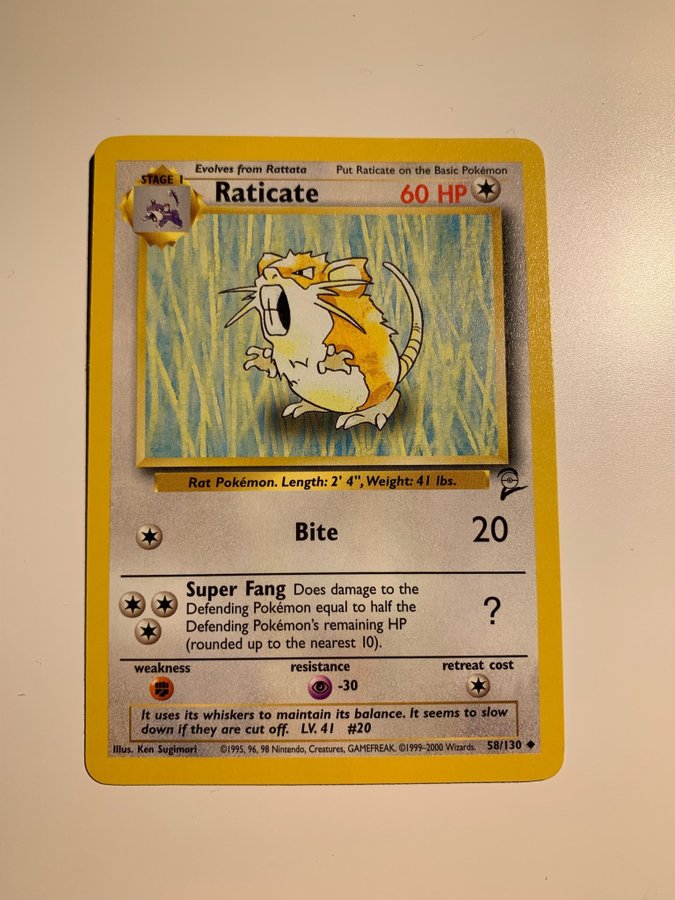 Evolves from Rattata Put Raticate on the Basic Pokémon
STAGE 1
Raticate 60 HP
Rat Pokémon. Length: 2' 4", Weight: 41 lbs.
Bite 20
Super Fang Does damage to the
Defending Pokémon equal to half the
Defending Pokémon's remaining HP
(rounded up to the nearest 10).
?
weakness resistance retreat cost
-30
It uses its whiskers to maintain its balance. It seems to slow
down if they are cut off. LV. 41 #20
Illus. Ken Sugimori ©1995, 96, 98 Nintendo, Creatures, GAMEFREAK. ©1999-2000 Wizards. 58/130